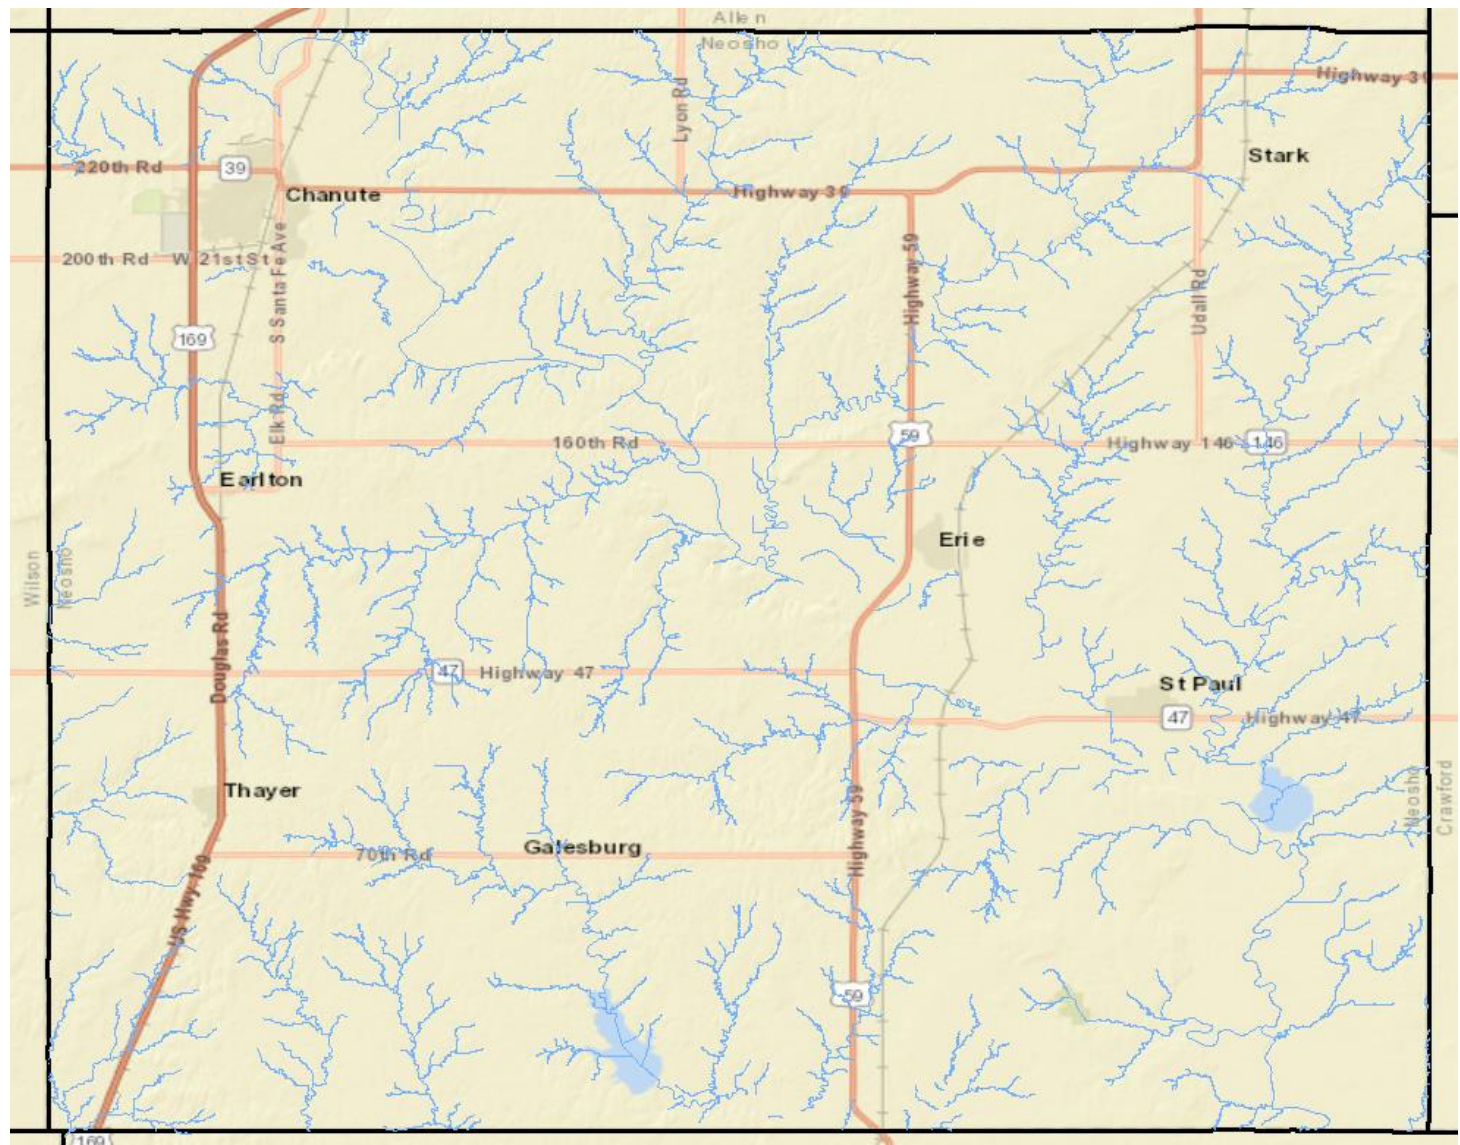 Allen
Neosho
Highway 39
Lyon Rd
Stark
220th Rd
39
Chanute
Highway 39
200th Rd
W 21st St
S Santa Fe Ave
Highway 59
Udall Rd
169
Elk Rd
160th Rd
59
Highway 146
146
Earlton
Erie
Wilson
Neosho
Douglas Rd
47
Highway 47
St Paul
47
Highway 47
Thayer
Neosho
Crawford
Highway 59
Galesburg
70th Rd
US Hwy 169
59
169